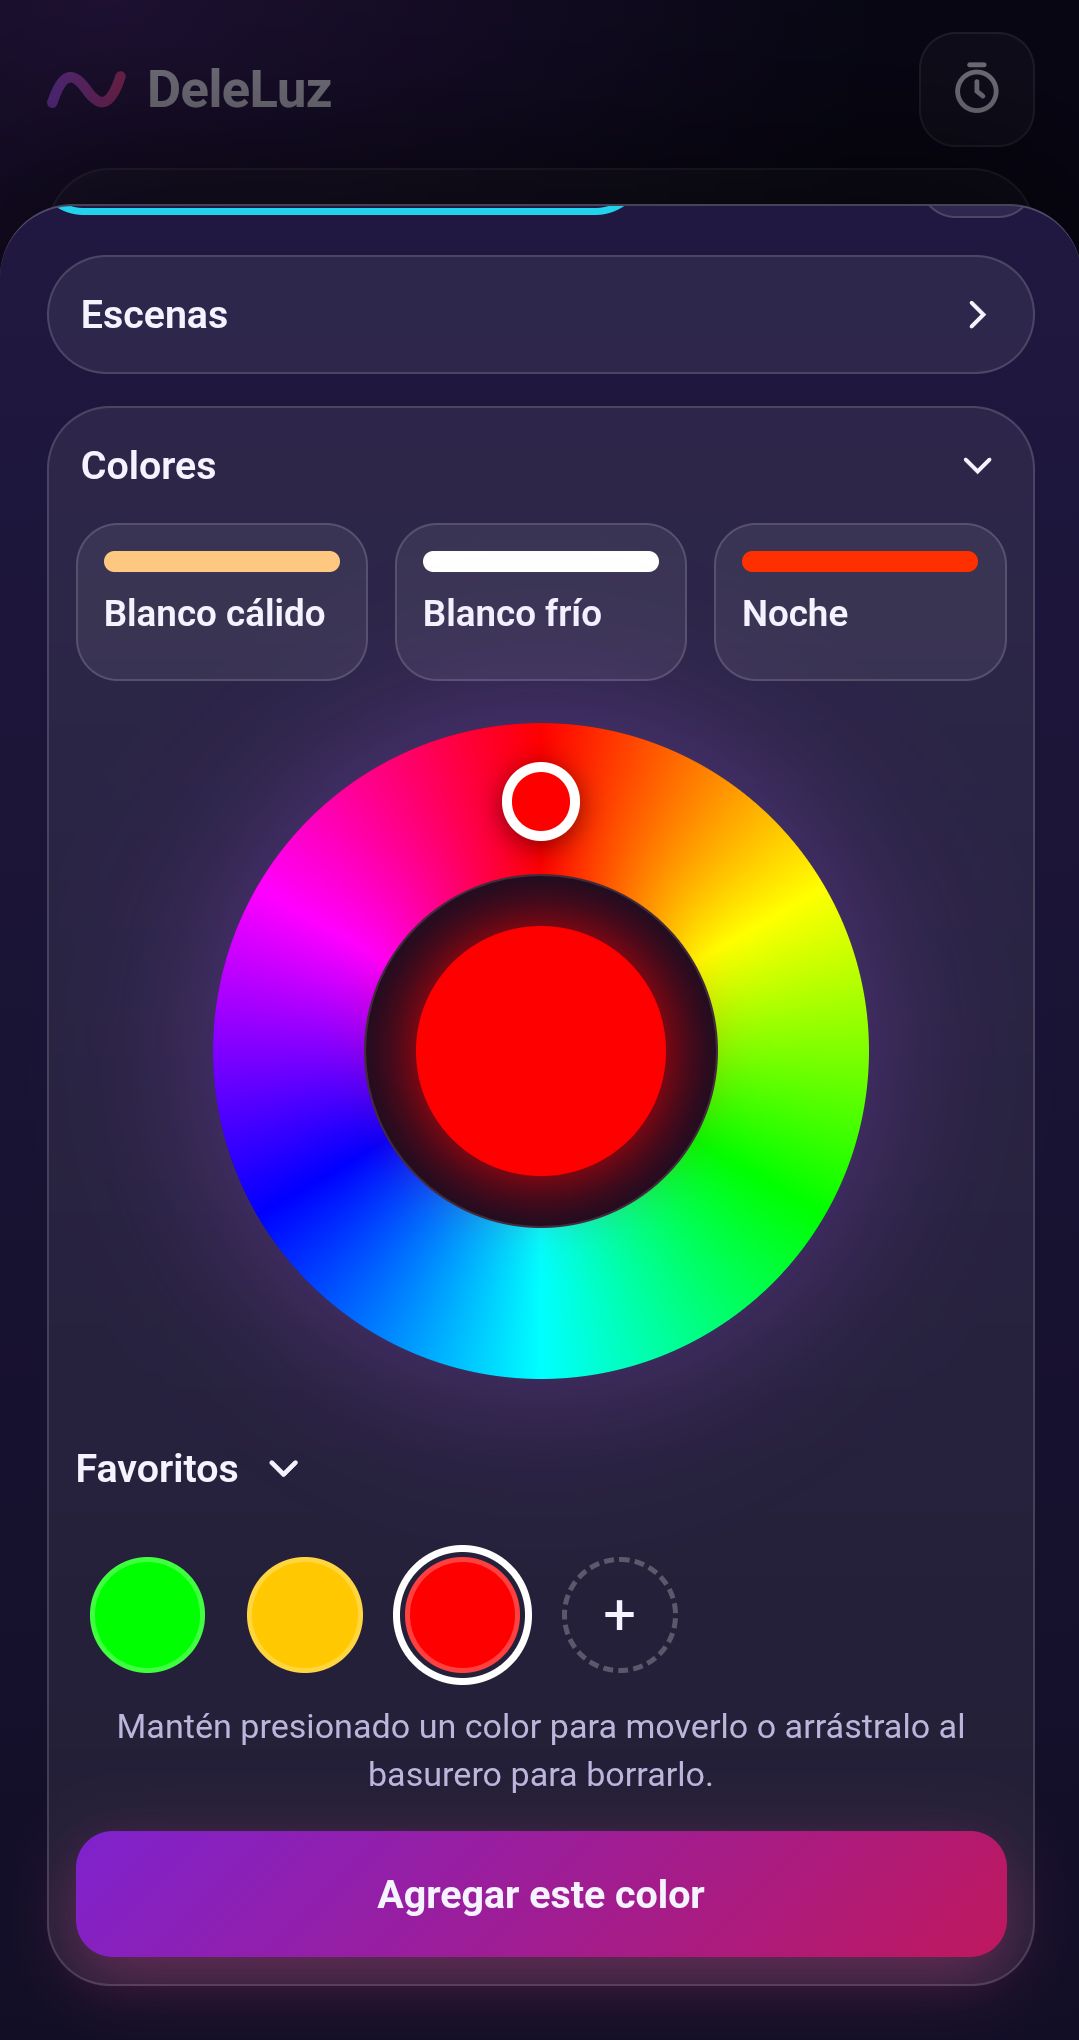 DeleLuz
Escenas
Colores
Blanco cálido
Blanco frío
Noche
Favoritos
+
Mantén presionado un color para moverlo o arrástralo al
basurero para borrarlo.
Agregar este color